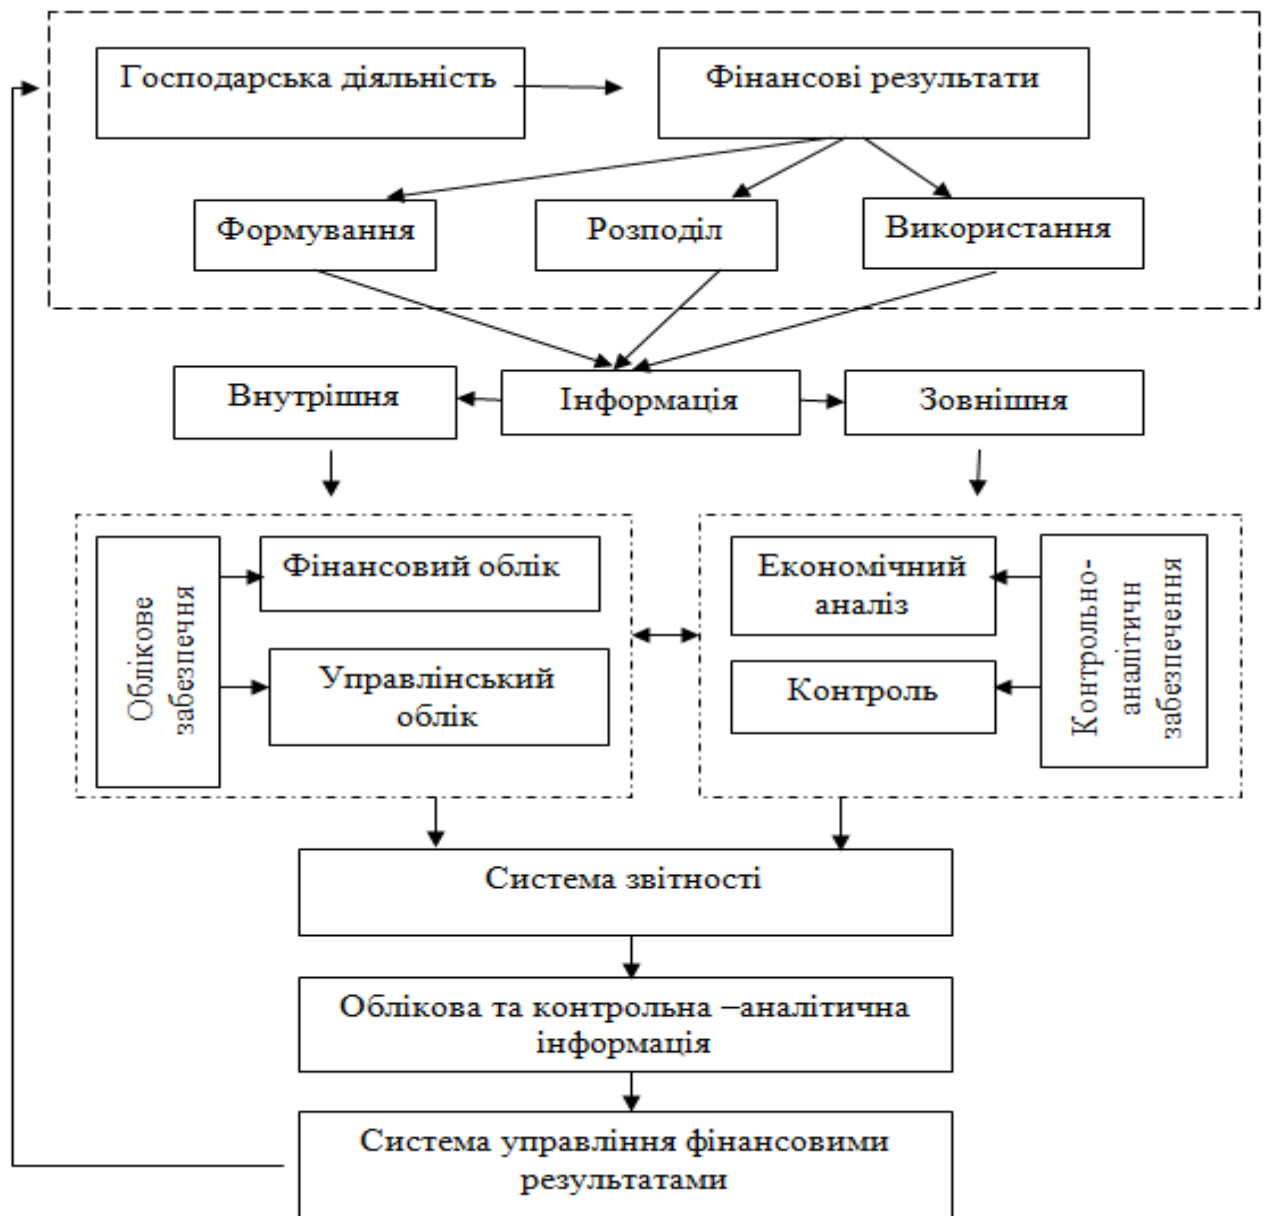 Господарська діяльність
Фінансові результати
Формування
Розподіл
Використання
Внутрішня
Інформація
Зовнішня
Облікове
забезпечня
Фінансовий облік
Управлінський
облік
Економічний
аналіз
Контроль
Контрольно-
аналітичн
забезпечення
Система звітності
Облікова та контрольна –аналітична
інформація
Система управління фінансовими
результатами